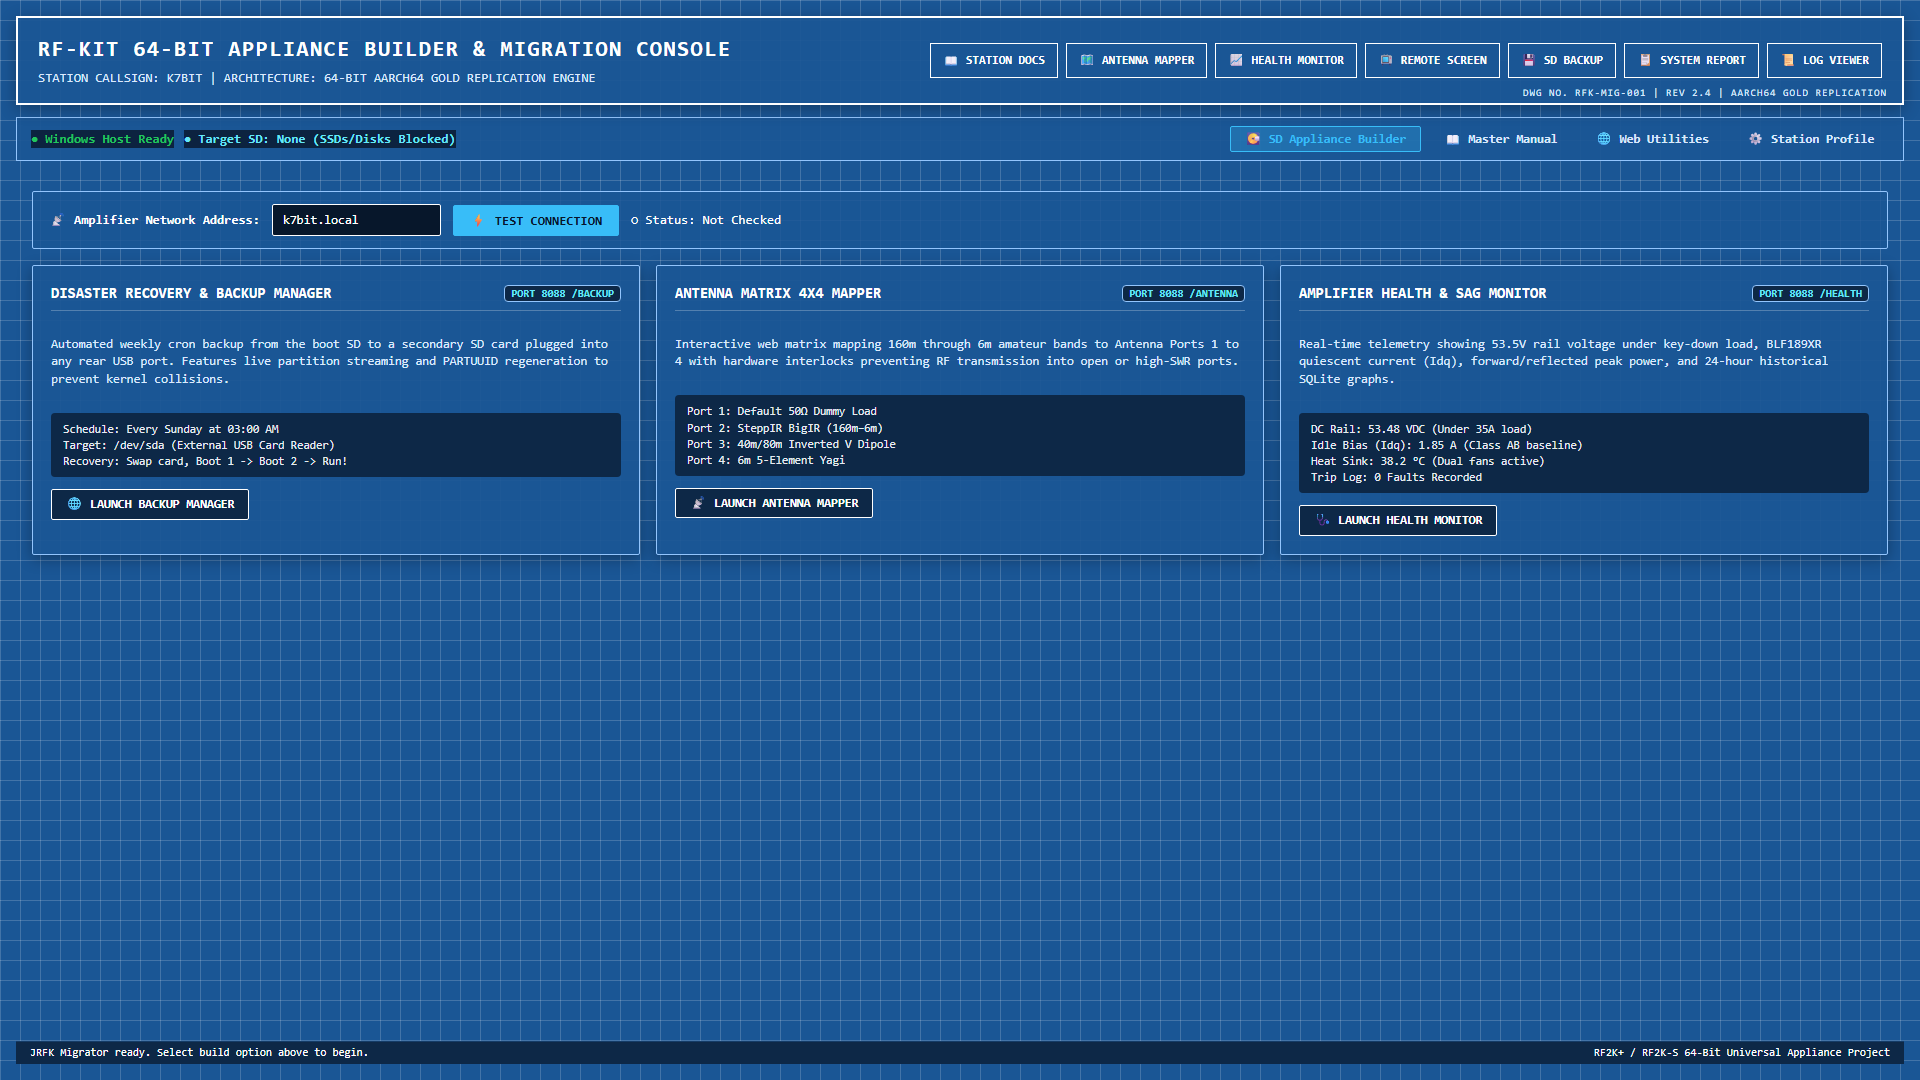 RF-KIT 64-BIT APPLIANCE BUILDER & MIGRATION CONSOLE
STATION CALLSIGN: K7BIT | ARCHITECTURE: 64-BIT AARCH64 GOLD REPLICATION ENGINE
STATION DOCS
ANTENNA MAPPER
HEALTH MONITOR
REMOTE SCREEN
SD BACKUP
SYSTEM REPORT
LOG VIEWER
DWG NO. RFK-MIG-001 | REV 2.4 | AARCH64 GOLD REPLICATION
● Windows Host Ready
● Target SD: None (SSDs/Disks Blocked)
SD Appliance Builder
Master Manual
Web Utilities
Station Profile
Amplifier Network Address:
k7bit.local
TEST CONNECTION
○ Status: Not Checked
DISASTER RECOVERY & BACKUP MANAGER
PORT 8088 /BACKUP
Automated weekly cron backup from the boot SD to a secondary SD card plugged into
any rear USB port. Features live partition streaming and PARTUUID regeneration to
prevent kernel collisions.
Schedule: Every Sunday at 03:00 AM
Target: /dev/sda (External USB Card Reader)
Recovery: Swap card, Boot 1 -> Boot 2 -> Run!
LAUNCH BACKUP MANAGER
ANTENNA MATRIX 4X4 MAPPER
PORT 8088 /ANTENNA
Interactive web matrix mapping 160m through 6m amateur bands to Antenna Ports 1 to
4 with hardware interlocks preventing RF transmission into open or high-SWR ports.
Port 1: Default 50Ω Dummy Load
Port 2: SteppIR BigIR (160m-6m)
Port 3: 40m/80m Inverted V Dipole
Port 4: 6m 5-Element Yagi
LAUNCH ANTENNA MAPPER
AMPLIFIER HEALTH & SAG MONITOR
PORT 8088 /HEALTH
Real-time telemetry showing 53.5V rail voltage under key-down load, BLF189XR
quiescent current (Idq), forward/reflected peak power, and 24-hour historical
SQLite graphs.
DC Rail: 53.48 VDC (Under 35A load)
Idle Bias (Idq): 1.85 A (Class AB baseline)
Heat Sink: 38.2 °C (Dual fans active)
Trip Log: 0 Faults Recorded
LAUNCH HEALTH MONITOR
JRFK Migrator ready. Select build option above to begin.
RF2K+ / RF2K-S 64-Bit Universal Appliance Project